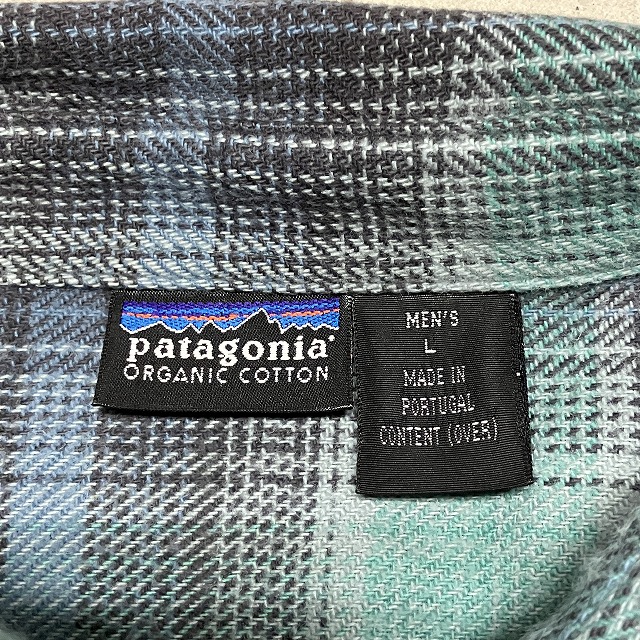 patagonia®
ORGANIC COTTON
MEN'S
L
MADE IN
PORTUGAL
CONTENT (OVER)